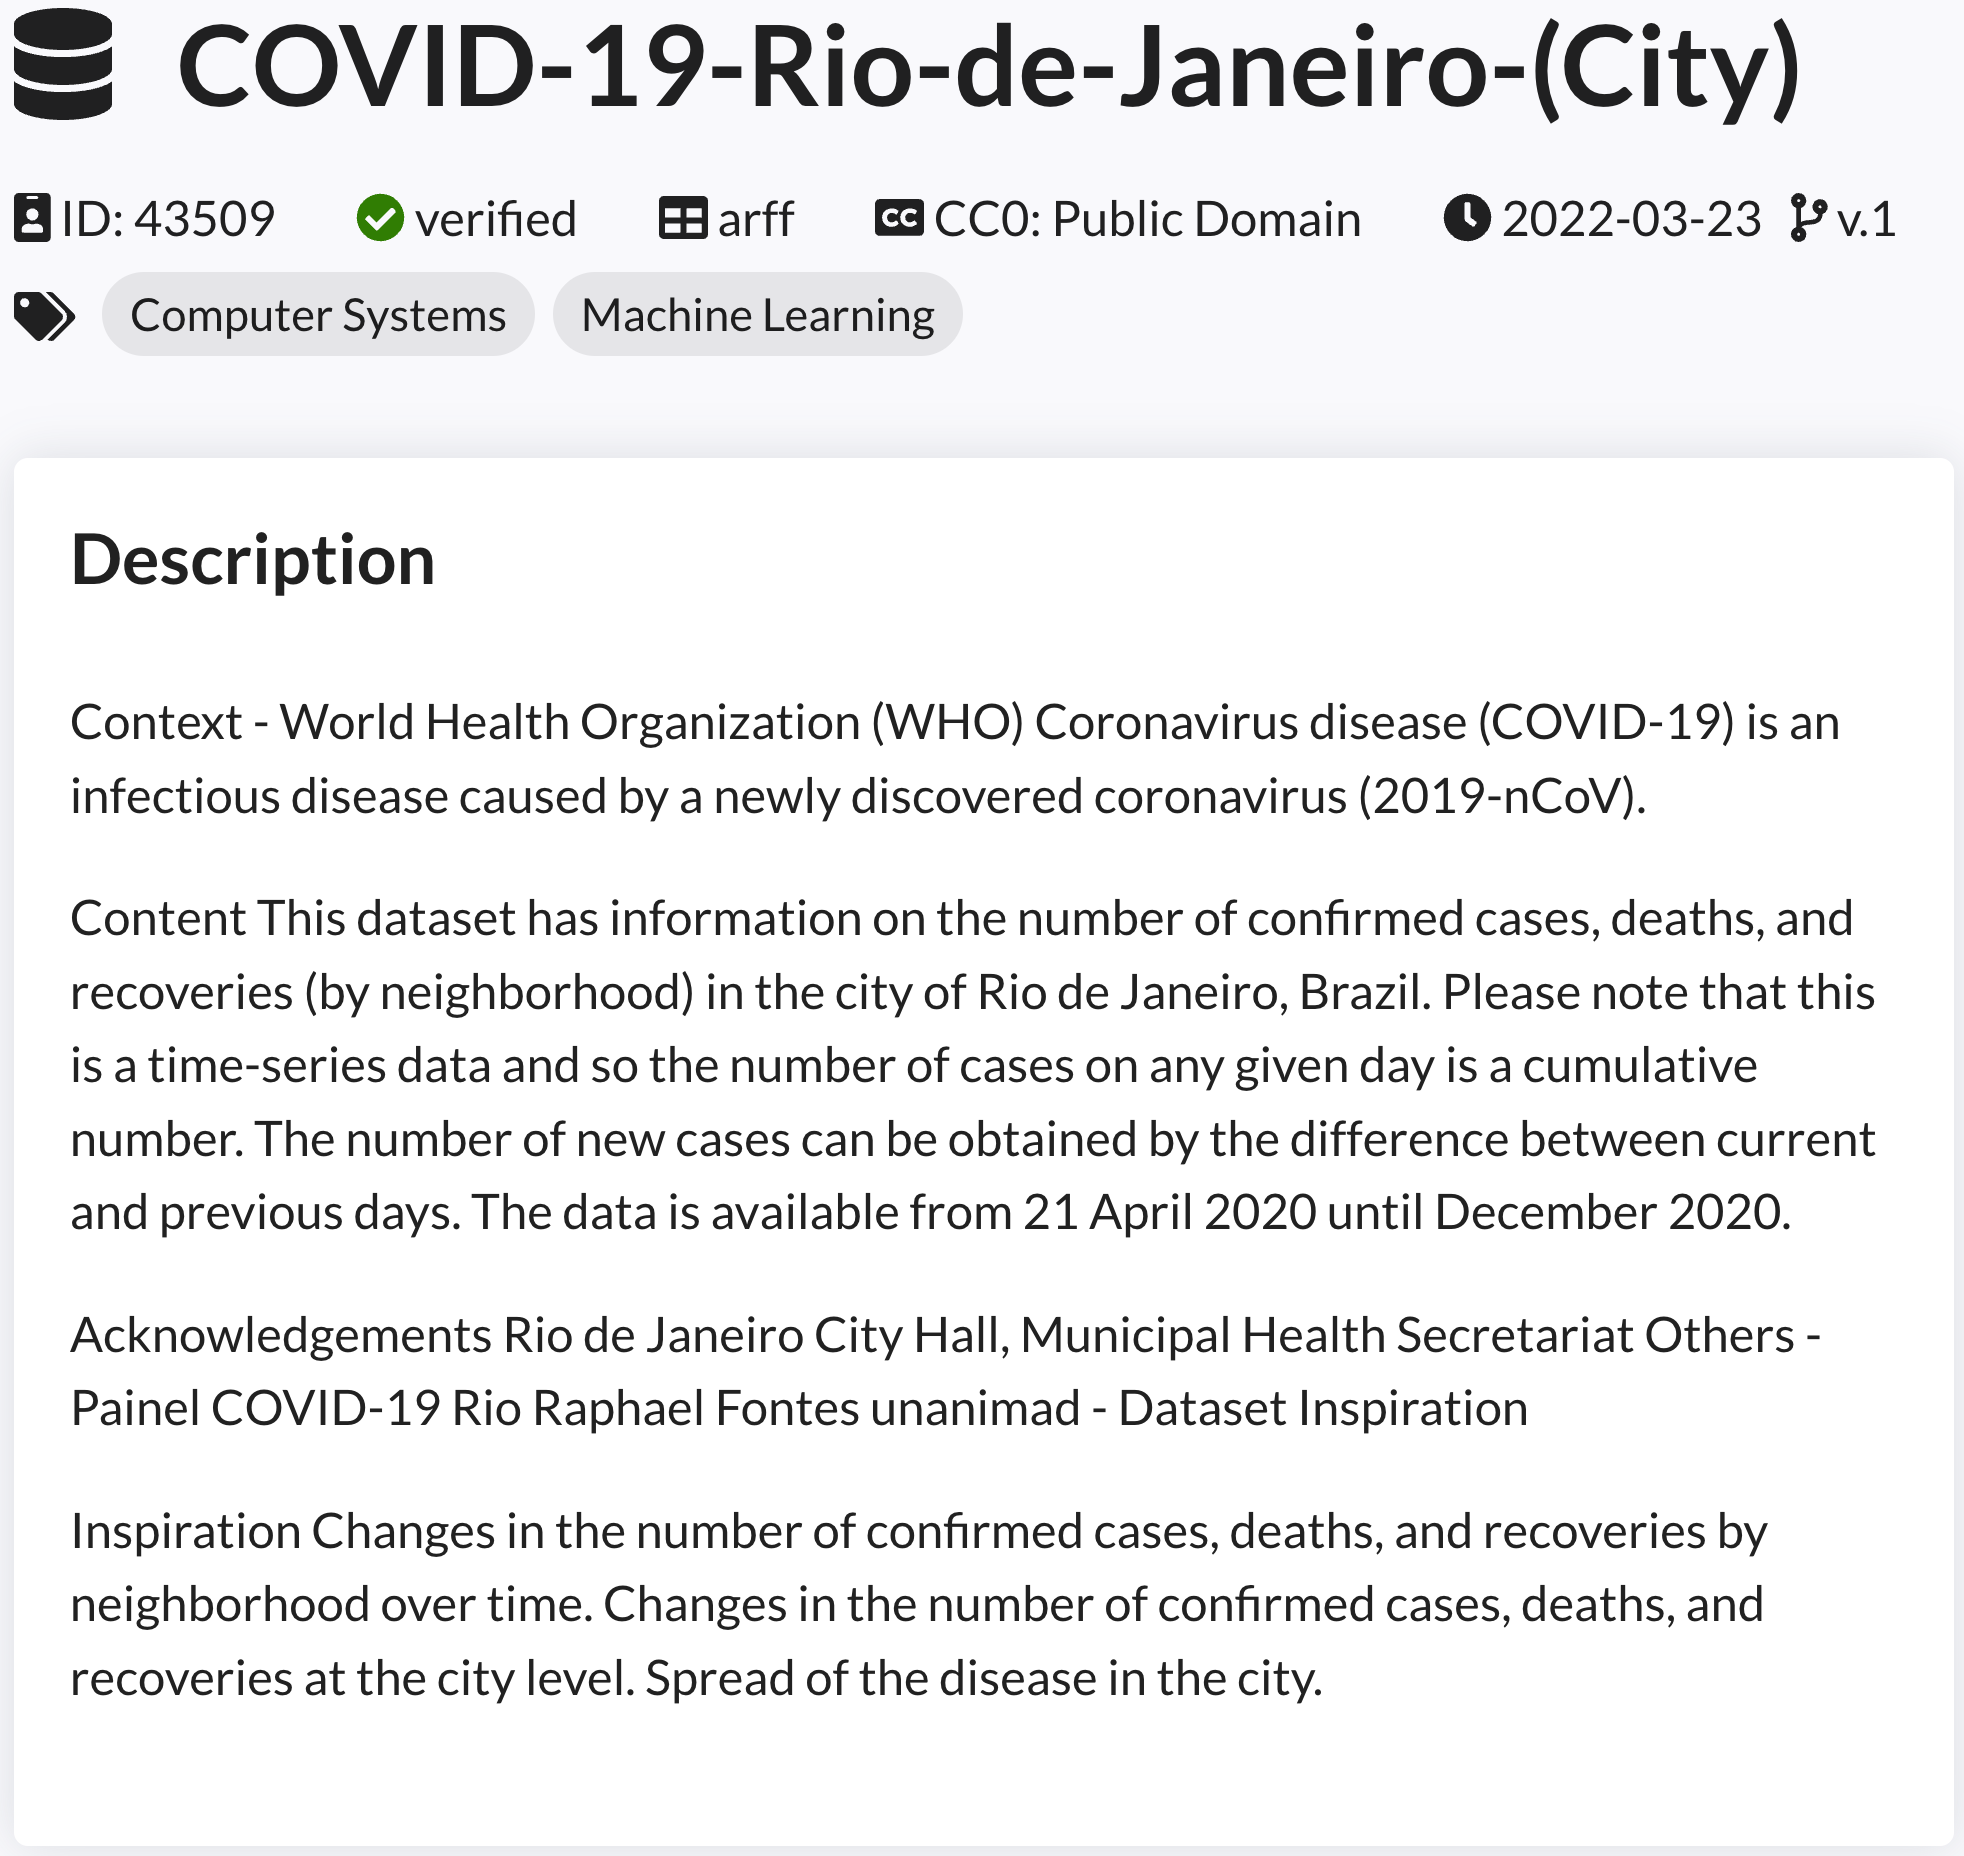 COVID-19-Rio-de-Janeiro-(City)
ID: 43509 verified arff CC0: Public Domain 2022-03-23 v.1
Computer Systems Machine Learning
Description
Context - World Health Organization (WHO) Coronavirus disease (COVID-19) is an
infectious disease caused by a newly discovered coronavirus (2019-nCoV).
Content This dataset has information on the number of confirmed cases, deaths, and
recoveries (by neighborhood) in the city of Rio de Janeiro, Brazil. Please note that this
is a time-series data and so the number of cases on any given day is a cumulative
number. The number of new cases can be obtained by the difference between current
and previous days. The data is available from 21 April 2020 until December 2020.
Acknowledgements Rio de Janeiro City Hall, Municipal Health Secretariat Others -
Painel COVID-19 Rio Raphael Fontes unanimad - Dataset Inspiration
Inspiration Changes in the number of confirmed cases, deaths, and recoveries by
neighborhood over time. Changes in the number of confirmed cases, deaths, and
recoveries at the city level. Spread of the disease in the city.